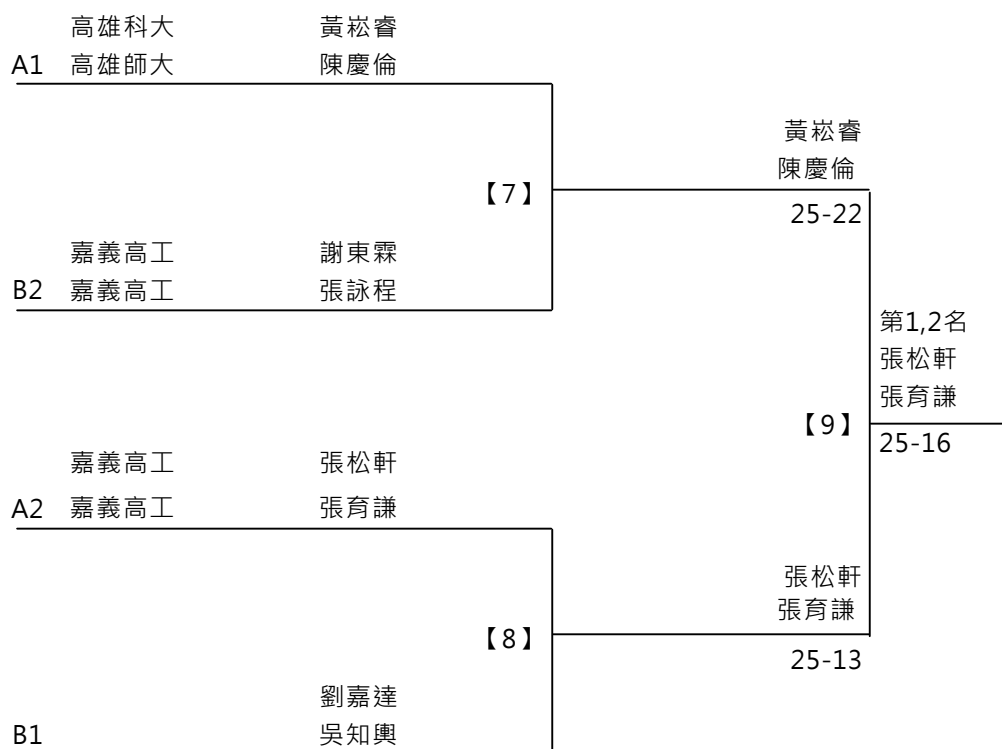 高雄科大 黃崧睿
A1 高雄師大 陳慶倫
黃崧睿
陳慶倫
【7】
25-22
嘉義高工 謝東霖
B2 嘉義高工 張詠程
第1,2名
張松軒
張育謙
【9】
25-16
嘉義高工 張松軒
A2 嘉義高工 張育謙
張松軒
張育謙
【8】
25-13
劉嘉達
B1 吳知輿